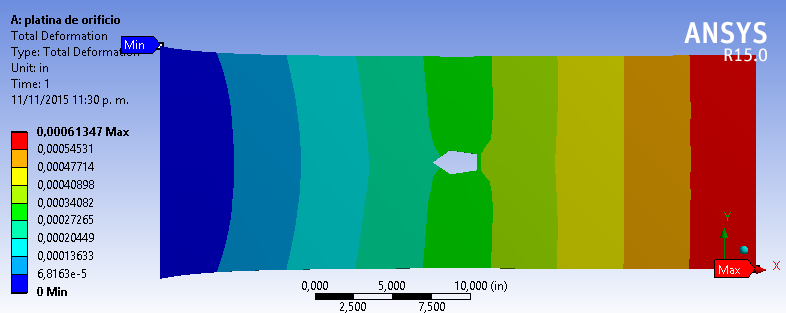 A: platina de orificio
Total Deformation
Type: Total Deformation
Unit: in
Time: 1
11/11/2015 11:30 p. m.
Min
ANSYS
R15.0
0,00061347 Max
0,00054531
0,00047714
0,00040898
0,00034082
0,00027265
0,00020449
0,00013633
6,8163e-5
0 Min
Y
X
Max
0,000 5,000 10,000 (in)
2,500 7,500